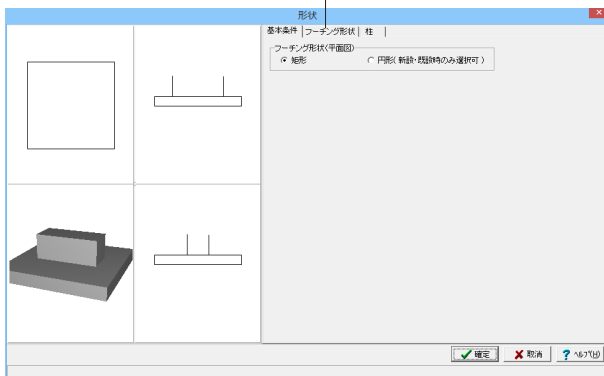 形状
基本条件 フーチング形状 柱
フーチング形状(平面図)
矩形 円形(新設・既設時のみ選択可)
確定 取消 ヘルプ(H)